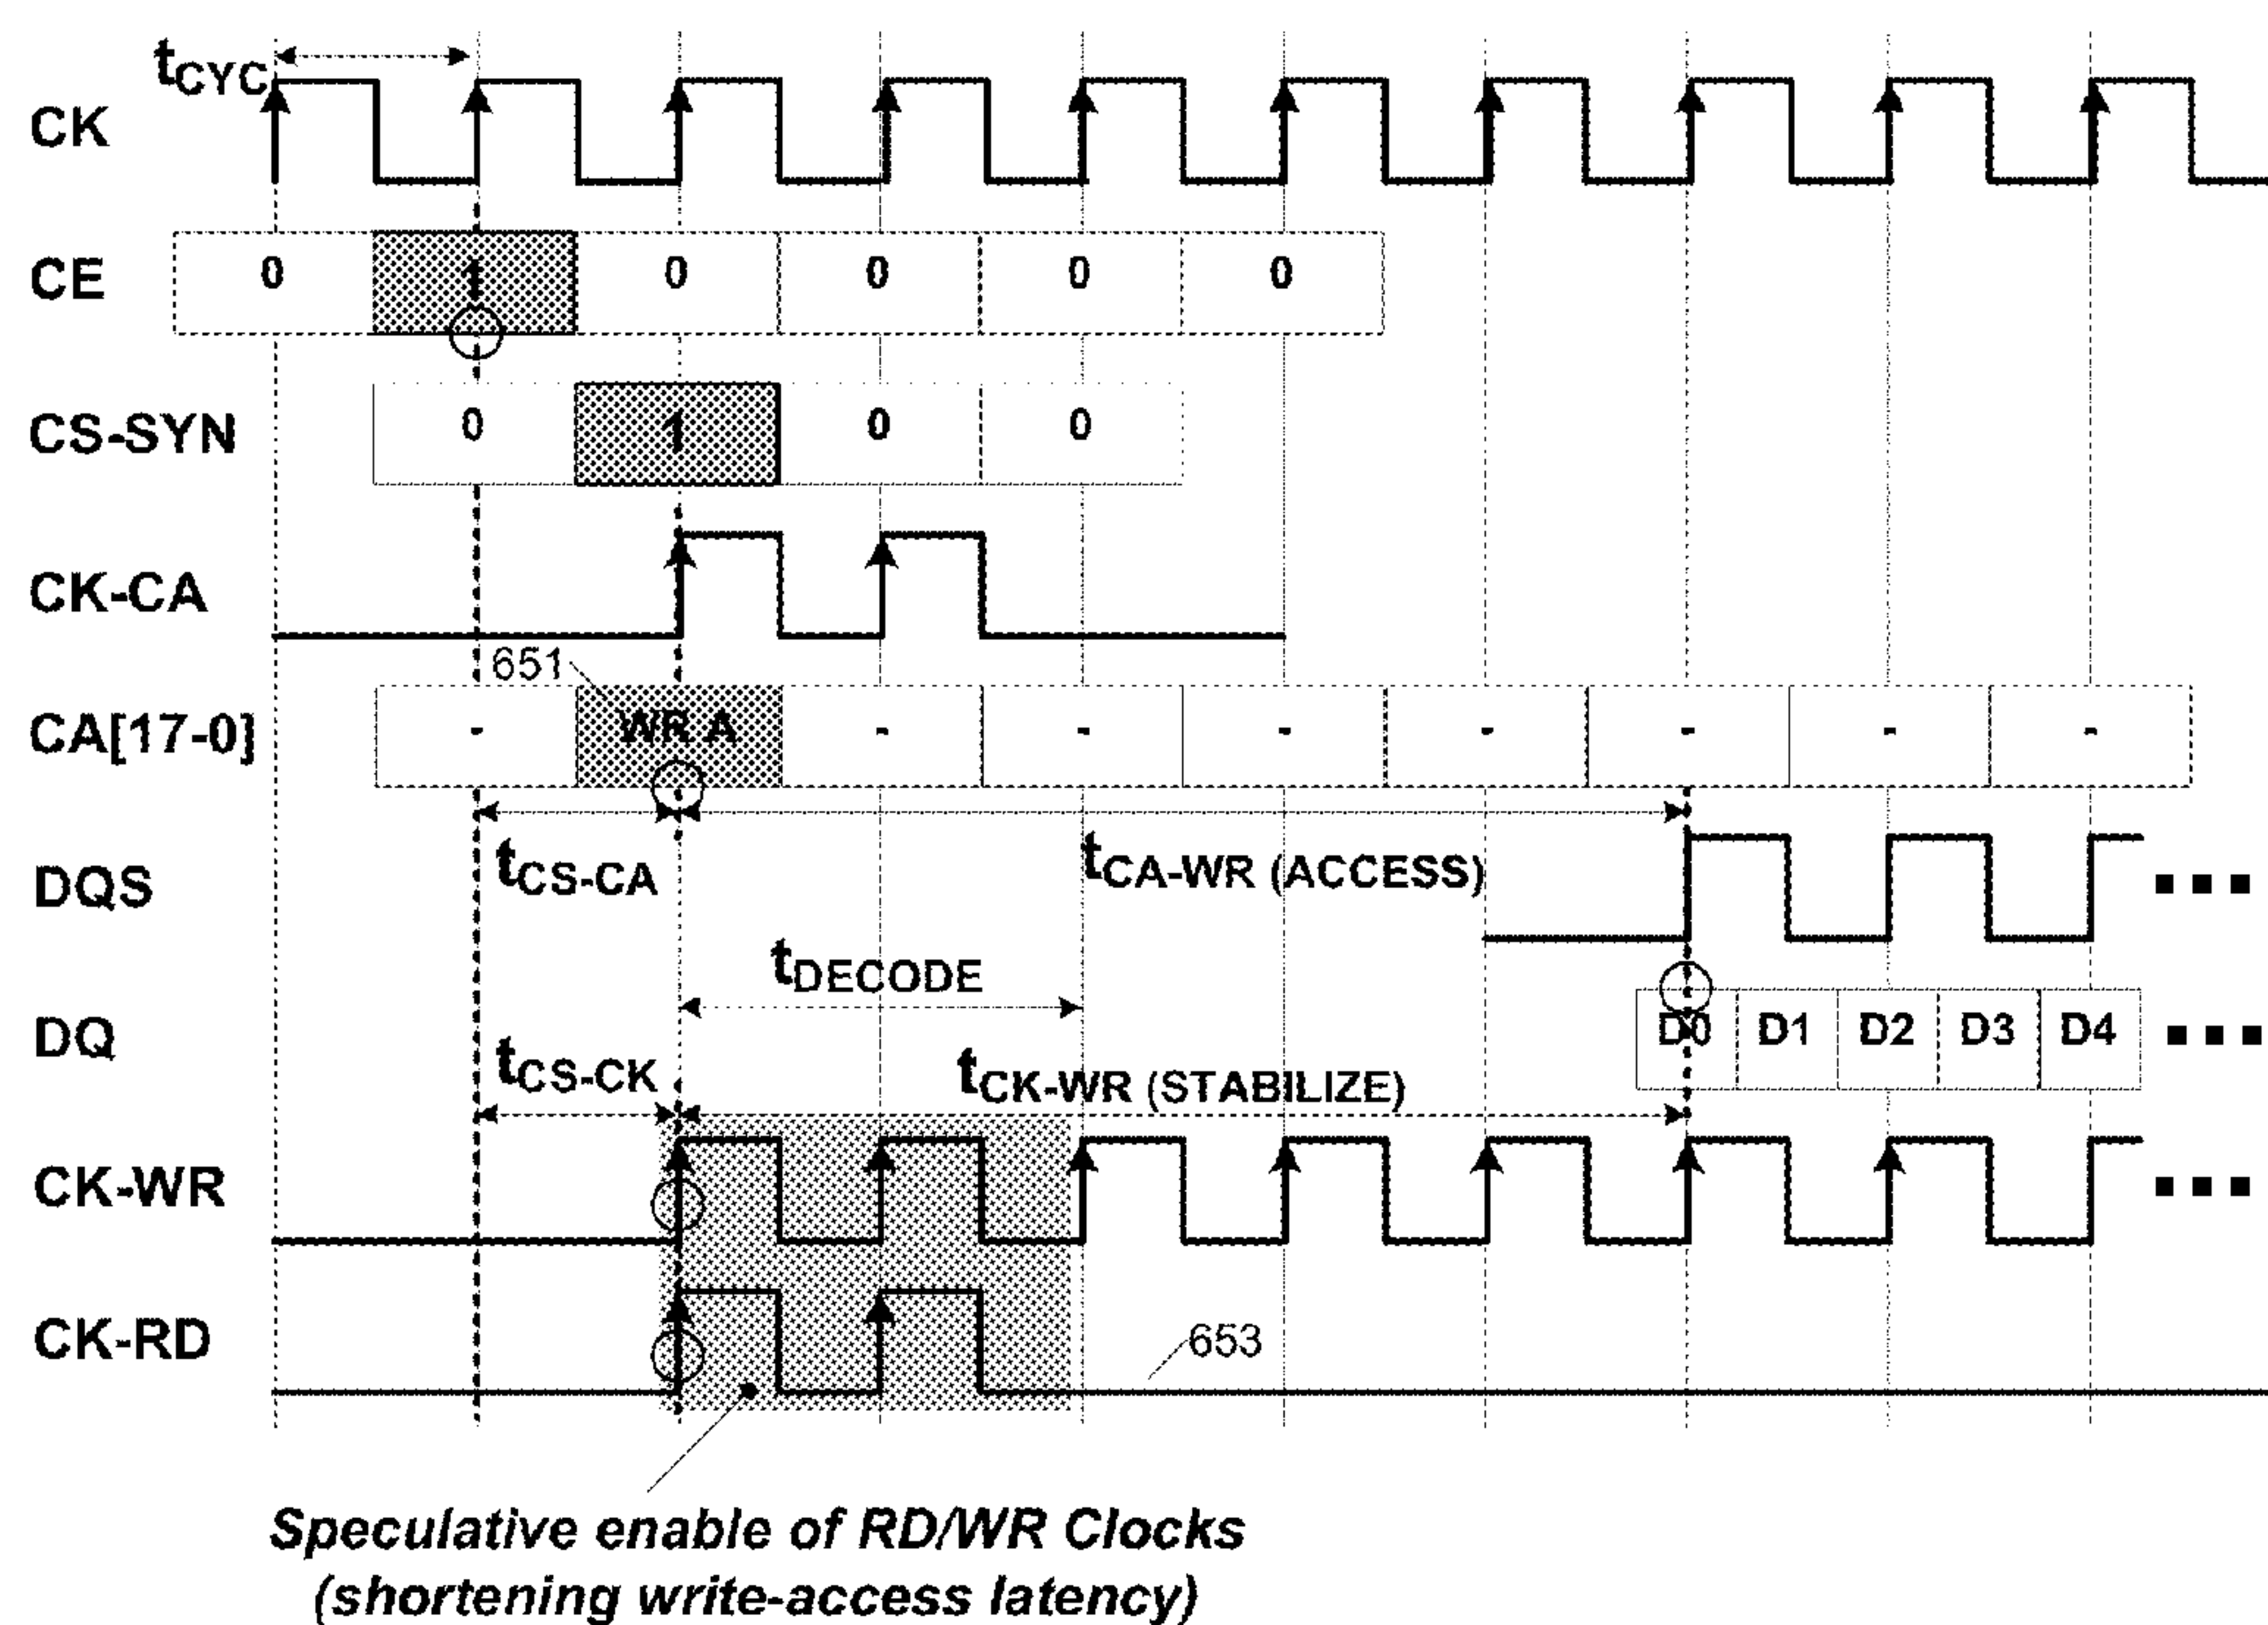 tCYC
CK
CE 0 1 0 0 0 0
CS-SYN 0 1 0 0
CK-CA
651
CA[17-0] - WR A - - - - - - -
tCS-CA tCA-WR (ACCESS)
DQS ...
tDECODE
DQ D0 D1 D2 D3 D4 ...
tCS-CK tCK-WR (STABILIZE)
CK-WR ...
CK-RD 653
Speculative enable of RD/WR Clocks
(shortening write-access latency)